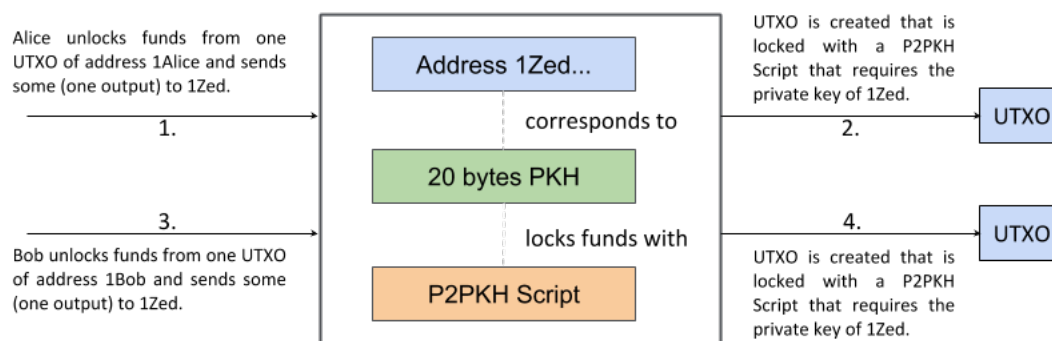 Alice unlocks funds from one
UTXO of address 1Alice and sends
some (one output) to 1Zed.
1.
3.
Bob unlocks funds from one UTXO
of address 1Bob and sends some
(one output) to 1Zed.
Address 1Zed...
corresponds to
20 bytes PKH
locks funds with
P2PKH Script
UTXO is created that is
locked with a P2PKH
Script that requires the
private key of 1Zed.
2.
UTXO
4.
UTXO
UTXO is created that is
locked with a P2PKH
Script that requires the
private key of 1Zed.